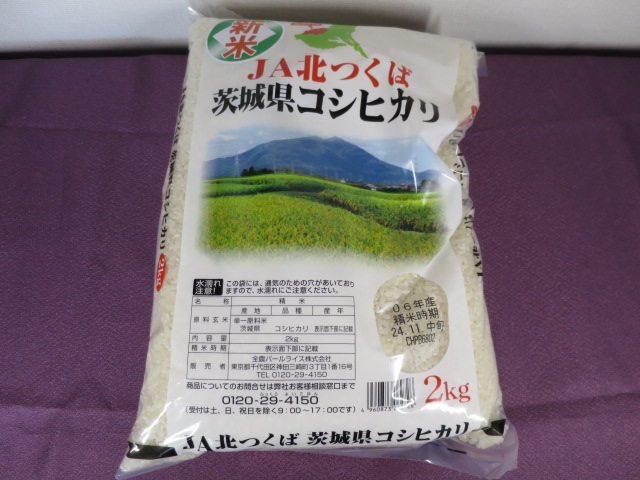 新米
JA北つくば
茨城県コシヒカリ
水濡れ注意!
この袋には、通気のための穴があいておりますので、水濡れにご注意ください。
名称 精米
原料玄米 産地 品種 産年
単一原料米
茨城県 コシヒカリ 表示面下部に記載
内容量 2kg
精米時期 表示面下部に記載
販売者 全農パールライス株式会社
東京都千代田区神田三崎町3丁目1番16号
TEL 0120-29-4150
商品についてのお問合せは弊社お客様相談窓口まで
0120-29-4150
(受付は土、日、祝日を除く9:00〜17:00です)
06年産
精米時期
24.11.中旬
2kg
JA北つくば 茨城県コシヒカリ
2kg